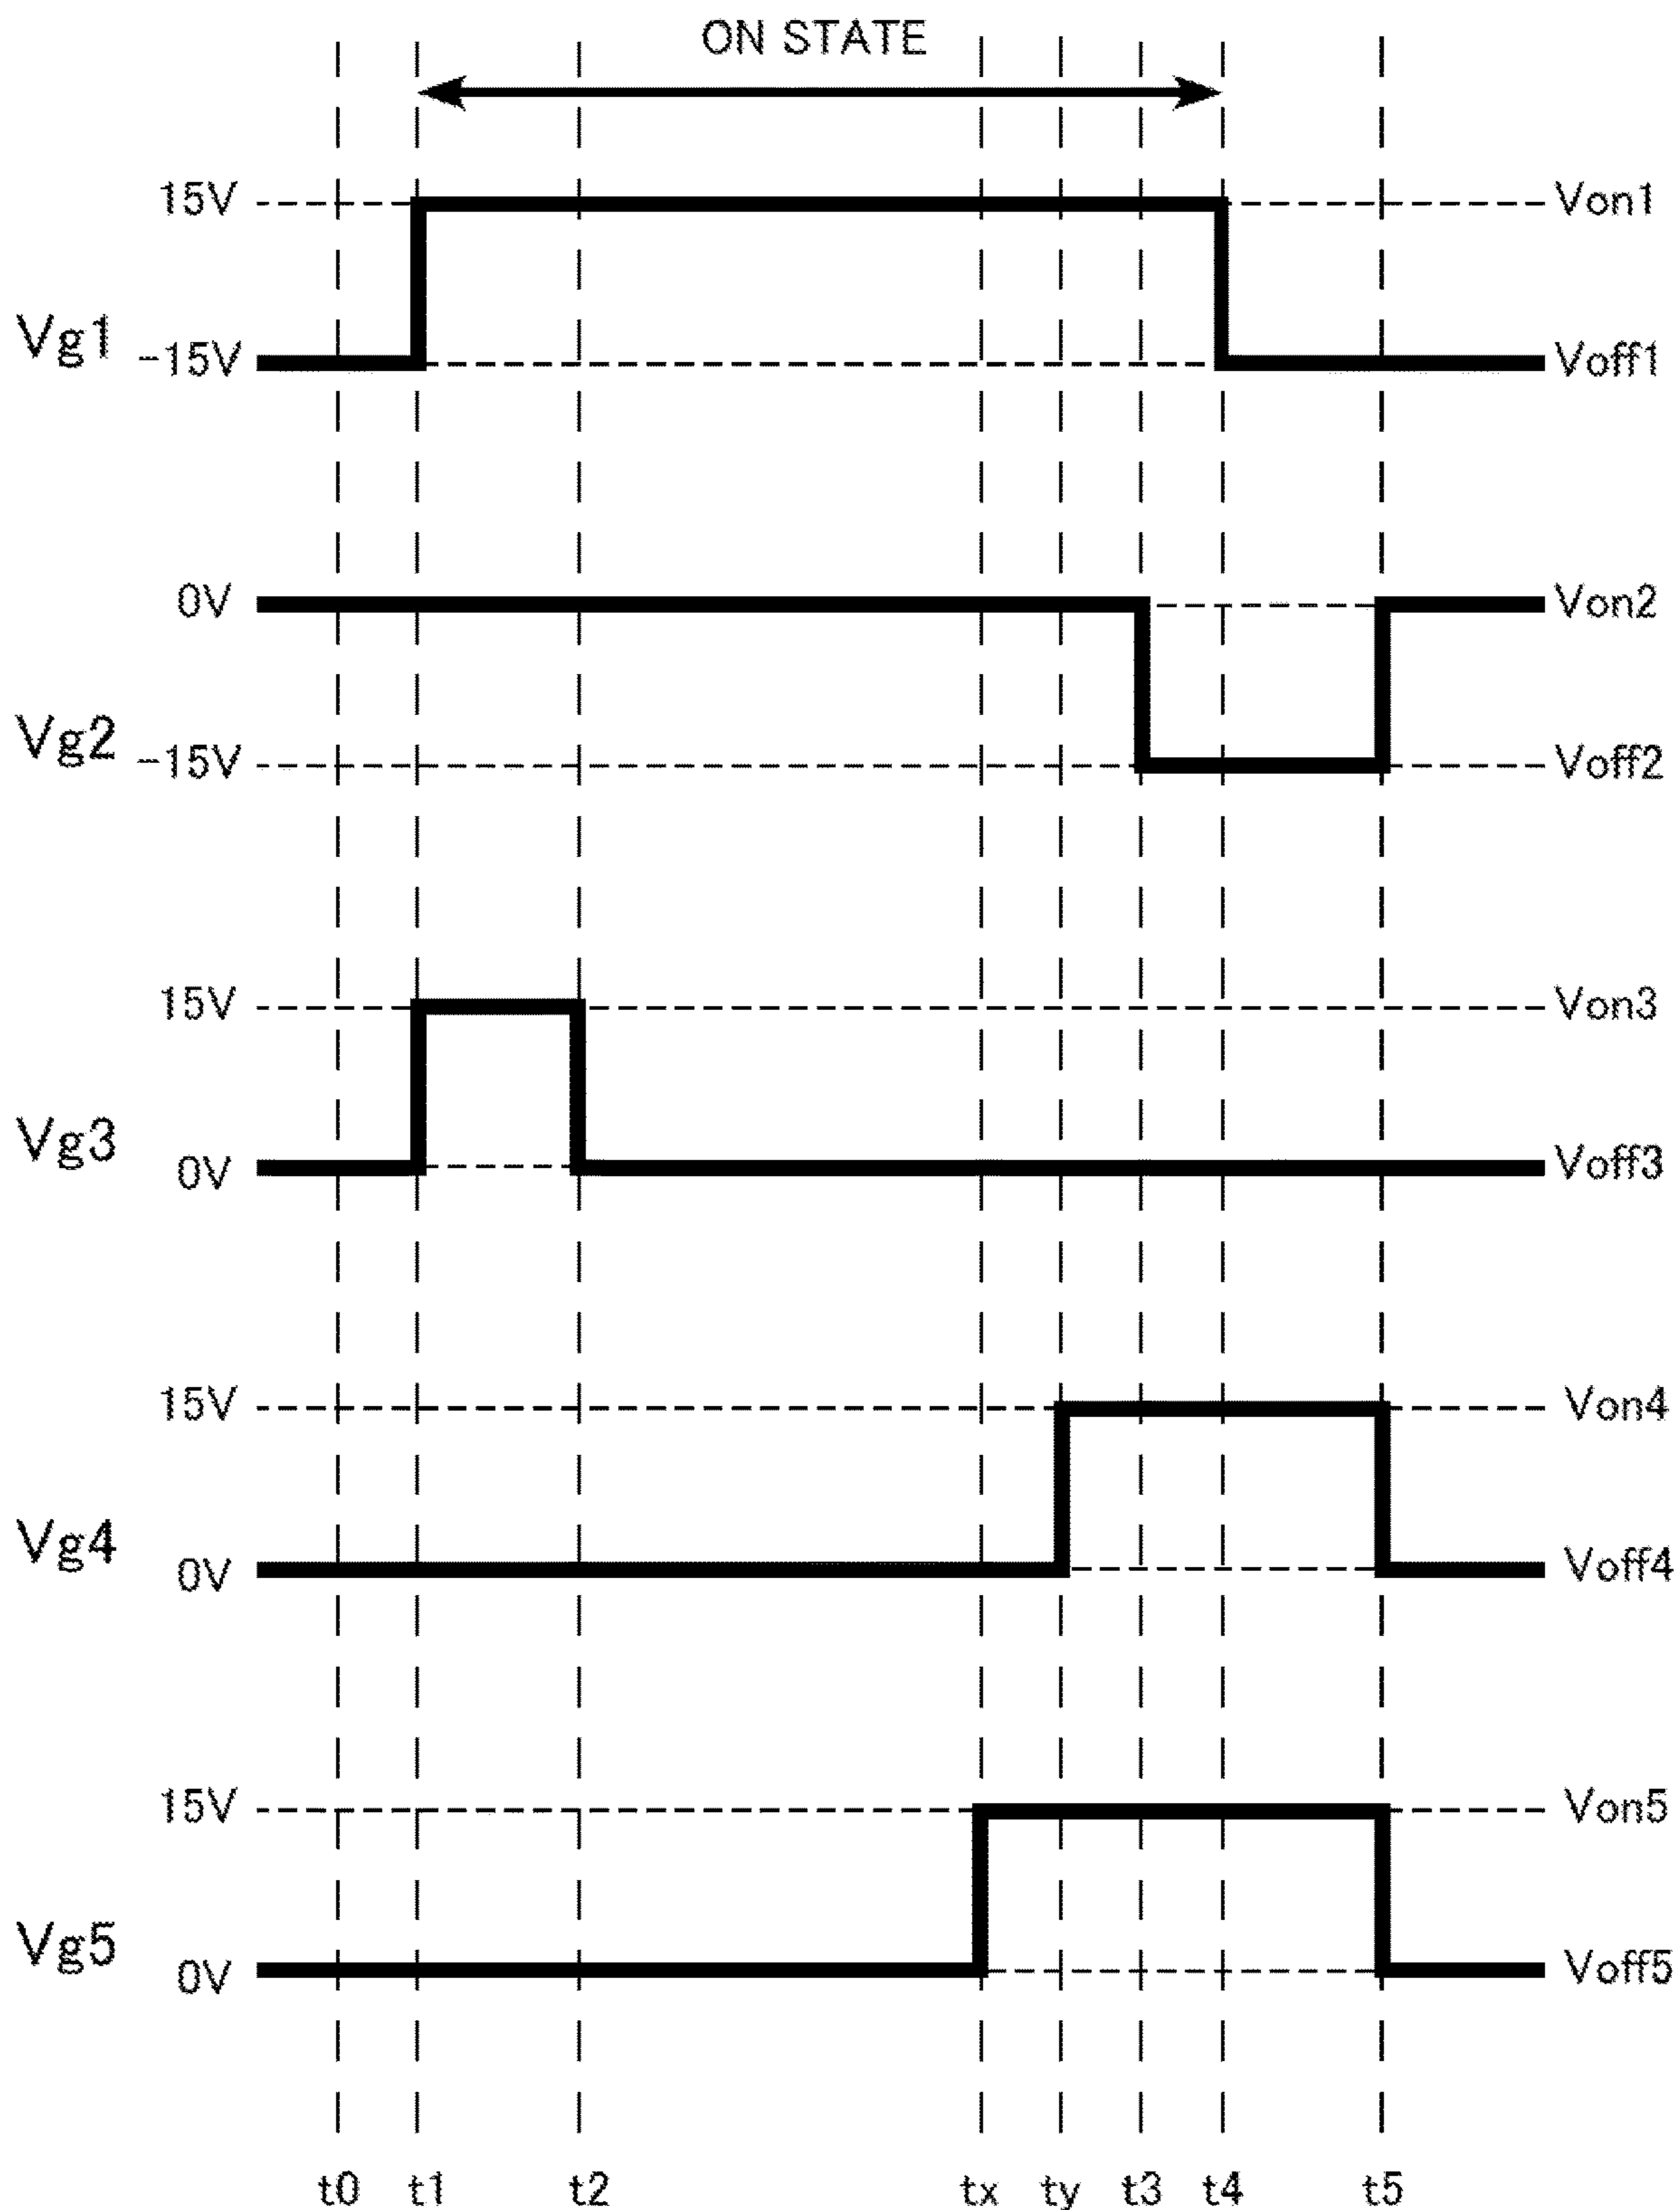 ON STATE
15V Von1
Vg1
-15V Voff1
0V Von2
Vg2
-15V Voff2
15V Von3
Vg3
0V Voff3
15V Von4
Vg4
0V Voff4
15V Von5
Vg5
0V Voff5
t0 t1 t2 tx ty t3 t4 t5